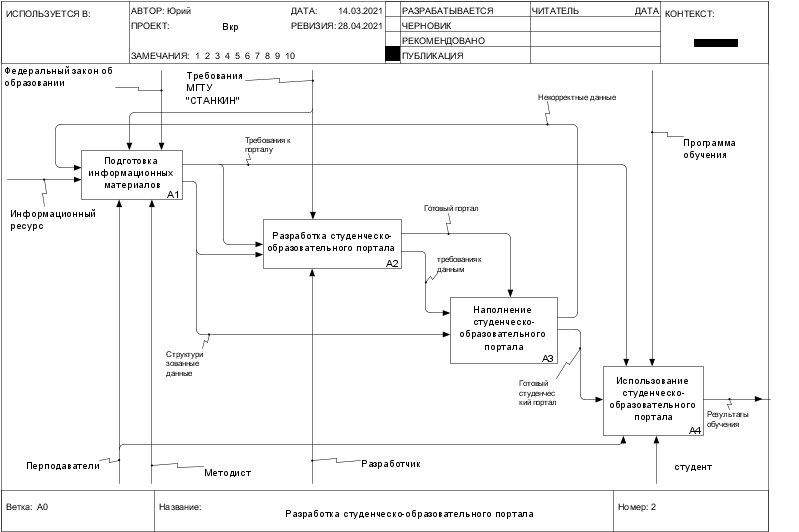 ИСПОЛЬЗУЕТСЯ В:
АВТОР: Юрий
ДАТА: 14.03.2021
ПРОЕКТ: Вкр
РЕВИЗИЯ: 28.04.2021
ЗАМЕЧАНИЯ: 1 2 3 4 5 6 7 8 9 10
РАЗРАБАТЫВАЕТСЯ
ЧЕРНОВИК
РЕКОМЕНДОВАНО
ПУБЛИКАЦИЯ
ЧИТАТЕЛЬ ДАТА
КОНТЕКСТ:
Федеральный закон об
образовании
Требования
МГТУ
"СТАНКИН"
Некорректные данные
Программа
обучения
Требования к
порталу
Подготовка
информационных
материалов
A1
Информационный
ресурс
Готовый портал
Разработка студенческо-
образовательного портала
A2
требования к
данным
Наполнение
студенческо-
образовательного
портала
A3
Структури
зованные
данные
Готовый
студенчес
кий портал
Использование
студенческо-
образовательного
портала
A4
Результаты
обучения
Перподаватели
Методист
Разработчик
студент
Ветка: A0
Название:
Разработка студенческо-образовательного портала
Номер: 2